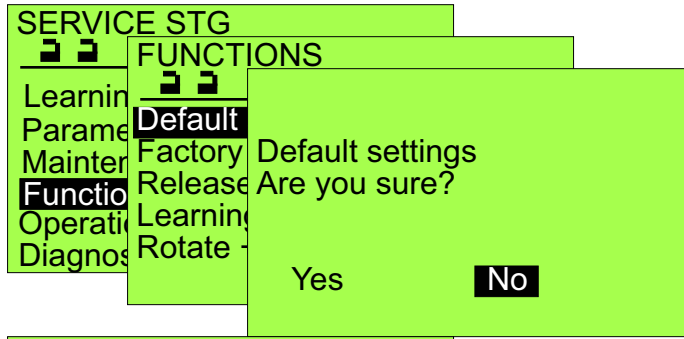 SERVICE STG
Learnin
Parame
Mainter
Functio
Operati
Diagnos
FUNCTIONS
Default
Factory
Release
Learning
Rotate -
Default settings
Are you sure?
Yes No